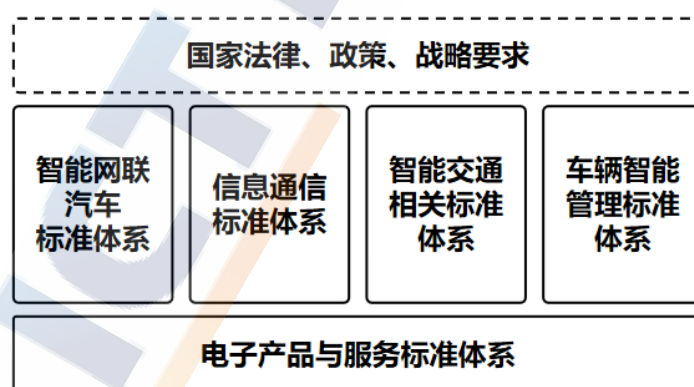 国家法律、政策、战略要求
智能网联
汽车
标准体系
信息通信
标准体系
智能交通
相关标准
体系
车辆智能
管理标准
体系
电子产品与服务标准体系